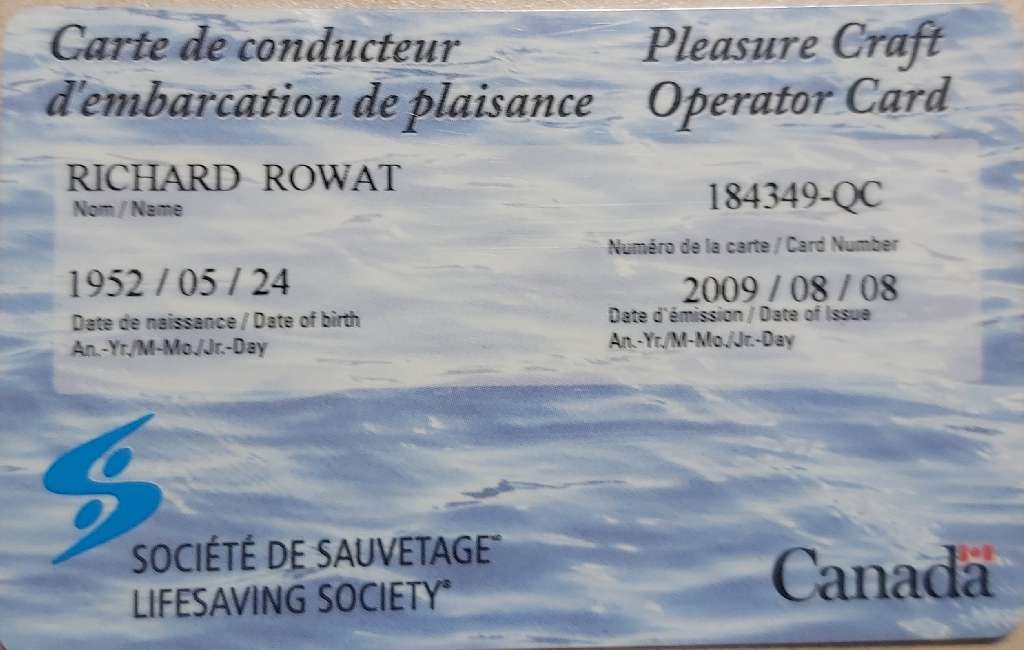 Carte de conducteur
d'embarcation de plaisance
Pleasure Craft
Operator Card
RICHARD ROWAT
Nom / Name
184349-QC
Numéro de la carte / Card Number
1952 / 05 / 24
Date de naissance / Date of birth
An.-Yr./M-Mo./Jr.-Day
2009 / 08 / 08
Date d'émission / Date of Issue
An.-Yr./M-Mo./Jr.-Day
SOCIÉTÉ DE SAUVETAGE
LIFESAVING SOCIETY®
Canada